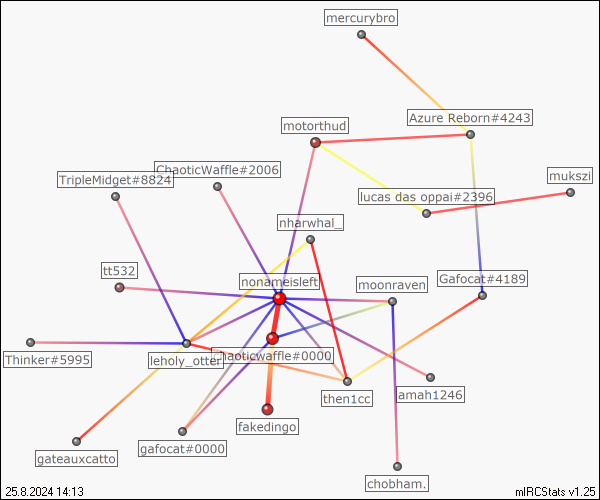 mercurybro
Azure Reborn#4243
motorthud
ChaoticWaffle#2006
TripleMidget#8824
mukszi
lucas das oppai#2396
nharwhal_
tt532
nonameisleft
moonraven
Gafocat#4189
Thinker#5995
leholy_otter
chaoticwaffle#0000
then1cc
amah1246
fakedingo
gafocat#0000
gateauxcatto
chobham.
25.8.2024 14:13
mIRCStats v1.25